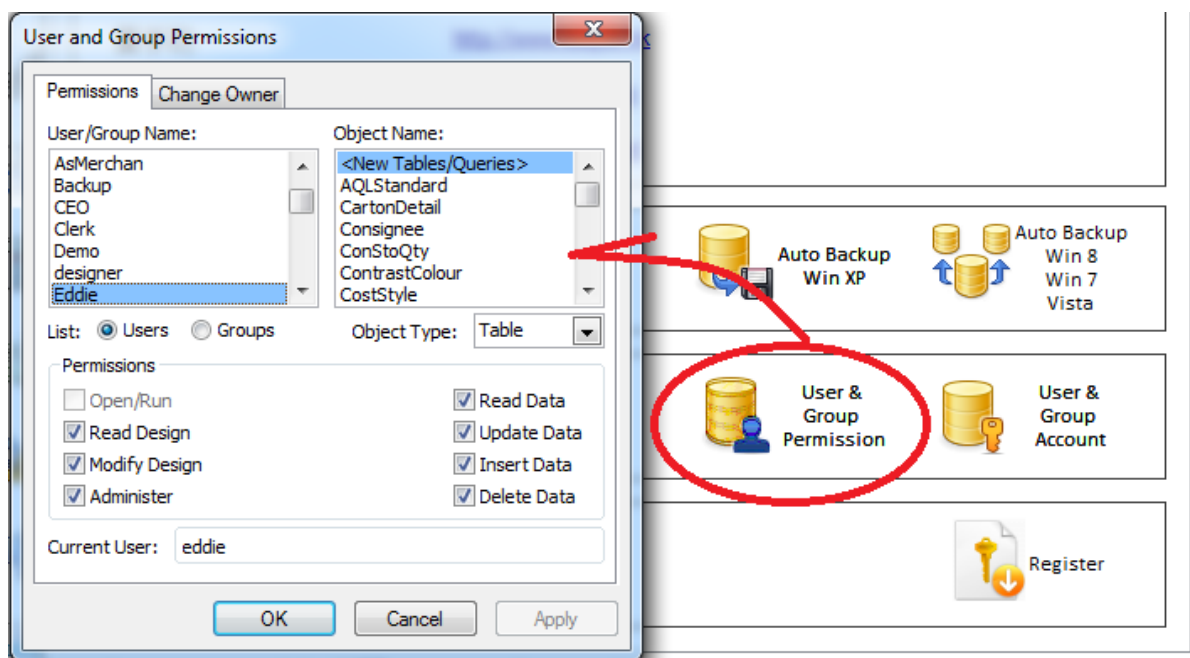 User and Group Permissions
Permissions
Change Owner
User/Group Name:
Object Name:
AsMerchan
Backup
CEO
Clerk
Demo
designer
Eddie
<New Tables/Queries>
AQLStandard
CartonDetail
Consignee
ConStoQty
ContrastColour
CostStyle
List:
Users
Groups
Object Type:
Table
Permissions
Open/Run
Read Design
Modify Design
Administer
Read Data
Update Data
Insert Data
Delete Data
Current User:
eddie
OK
Cancel
Apply
Auto Backup
Win XP
Auto Backup
Win 8
Win 7
Vista
User &
Group
Permission
User &
Group
Account
Register